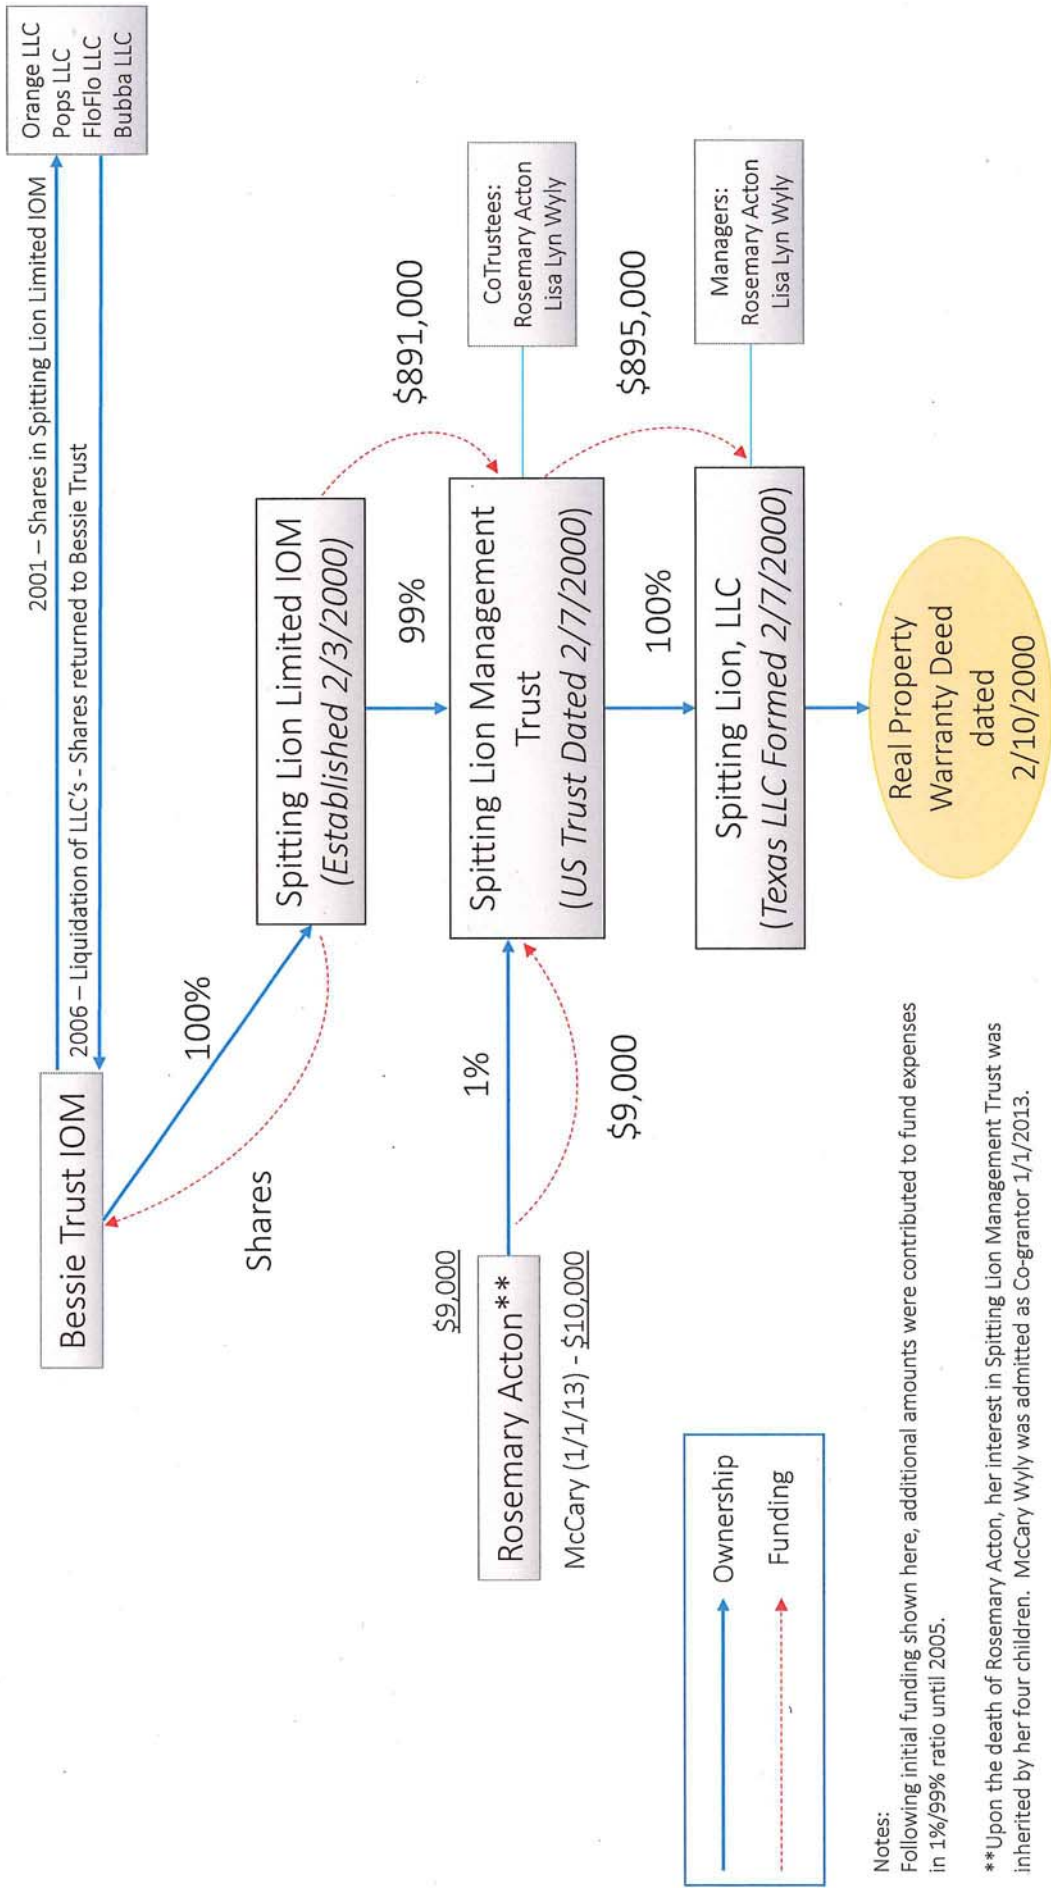 Orange LLC
Pops LLC
FloFlo LLC
Bubba LLC
2001 – Shares in Spitting Lion Limited IOM
2006 – Liquidation of LLC's - Shares returned to Bessie Trust
Bessie Trust IOM
100%
Shares
Spitting Lion Limited IOM
(Established 2/3/2000)
$891,000
99%
$9,000
Rosemary Acton**
McCary (1/1/13) - $10,000
1%
$9,000
Spitting Lion Management
Trust
(US Trust Dated 2/7/2000)
CoTrustees:
Rosemary Acton
Lisa Lyn Wyly
$895,000
100%
Spitting Lion, LLC
(Texas LLC Formed 2/7/2000)
Managers:
Rosemary Acton
Lisa Lyn Wyly
Real Property
Warranty Deed
dated
2/10/2000
Ownership
Funding
Notes:
Following initial funding shown here, additional amounts were contributed to fund expenses
in 1%/99% ratio until 2005.
**Upon the death of Rosemary Acton, her interest in Spitting Lion Management Trust was
inherited by her four children. McCary Wyly was admitted as Co-grantor 1/1/2013.